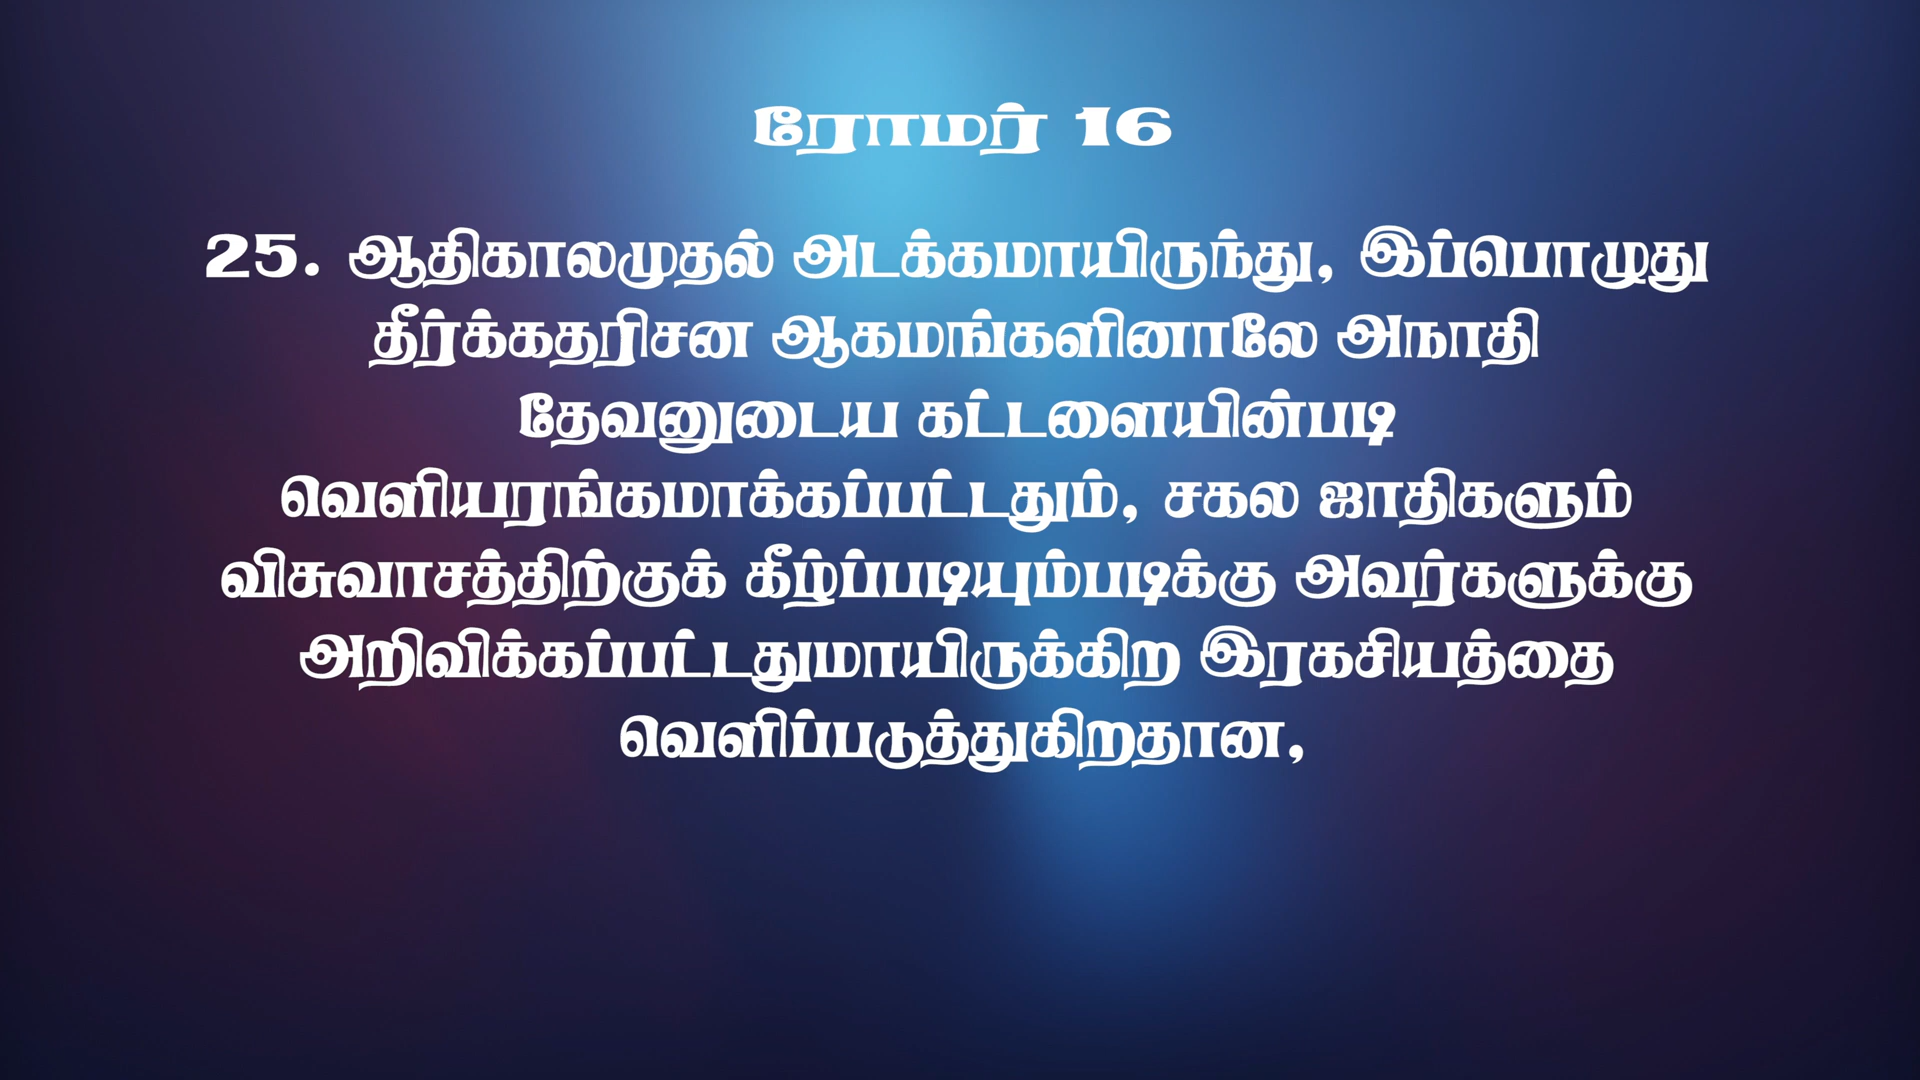 ரோமர் 16
25. ஆதிகாலமுதல் அடக்கமாயிருந்து, இப்பொழுது
தீர்க்கதரிசன ஆகமங்களினாலே அநாதி
தேவனுடைய கட்டளையின்படி
வெளியரங்கமாக்கப்பட்டதும், சகல ஜாதிகளும்
விசுவாசத்திற்குக் கீழ்ப்படியும்படிக்கு அவர்களுக்கு
அறிவிக்கப்பட்டதுமாயிருக்கிற இரகசியத்தை
வெளிப்படுத்துகிறதான,